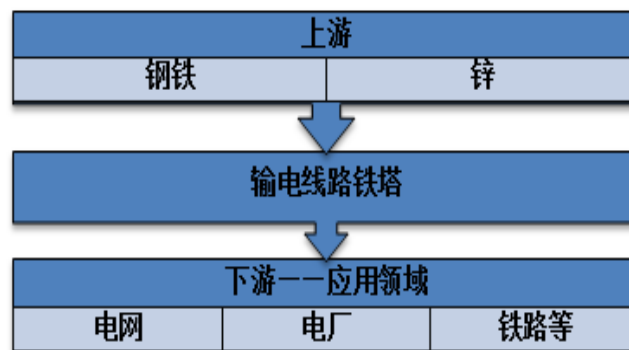 上游
钢铁 锌
输电线路铁塔
下游——应用领域
电网 电厂 铁路等